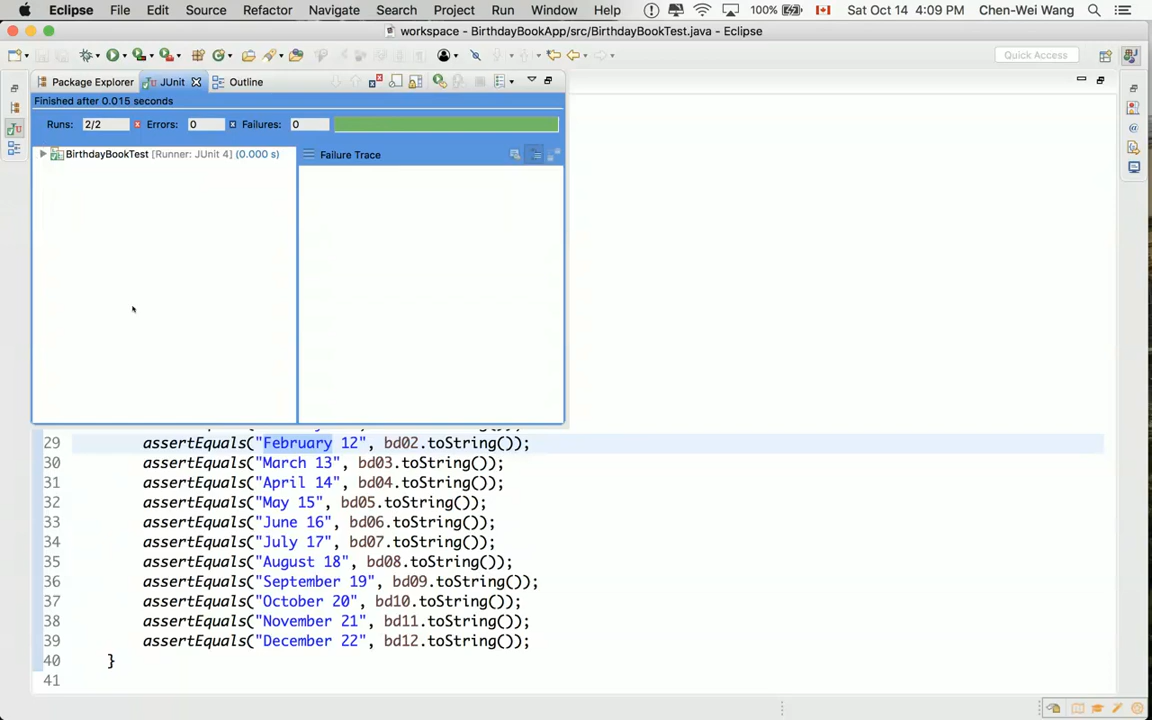 Eclipse File Edit Source Refactor Navigate Search Project Run Window Help 100% Sat Oct 14 4:09 PM Chen-Wei Wang
workspace - BirthdayBookApp/src/BirthdayBookTest.java - Eclipse
Quick Access
Package Explorer JUnit Outline
Finished after 0.015 seconds
Runs: 2/2 Errors: 0 Failures: 0
BirthdayBookTest [Runner: JUnit 4] (0.000 s) Failure Trace
29 assertEquals("February 12", bd02.toString());
30 assertEquals("March 13", bd03.toString());
31 assertEquals("April 14", bd04.toString());
32 assertEquals("May 15", bd05.toString());
33 assertEquals("June 16", bd06.toString());
34 assertEquals("July 17", bd07.toString());
35 assertEquals("August 18", bd08.toString());
36 assertEquals("September 19", bd09.toString());
37 assertEquals("October 20", bd10.toString());
38 assertEquals("November 21", bd11.toString());
39 assertEquals("December 22", bd12.toString());
40 }
41